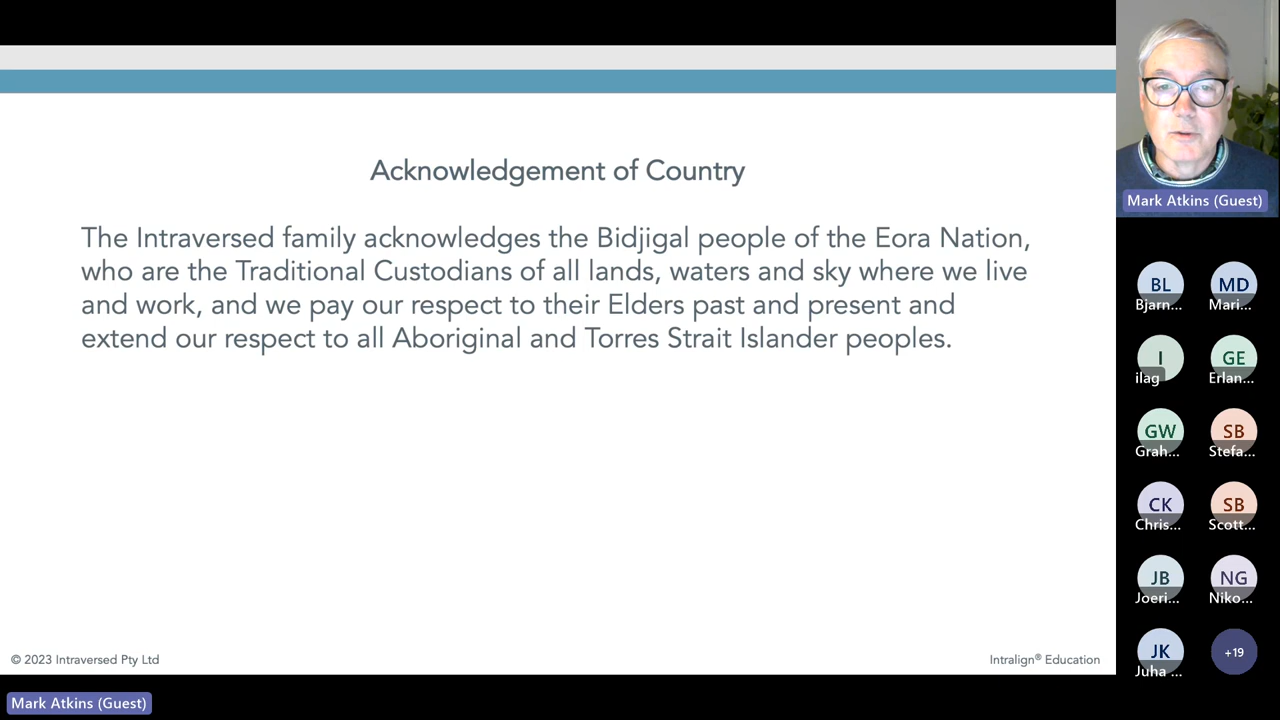 Acknowledgement of Country
The Intraversed family acknowledges the Bidjigal people of the Eora Nation,
who are the Traditional Custodians of all lands, waters and sky where we live
and work, and we pay our respect to their Elders past and present and
extend our respect to all Aboriginal and Torres Strait Islander peoples.
© 2023 Intraversed Pty Ltd
Intralign® Education
Mark Atkins (Guest)
Mark Atkins (Guest)
BL
MD
Bjarn...
Mari...
I
GE
ilag
Erlan...
GW
SB
Grah...
Stefa...
CK
SB
Chris...
Scott...
JB
NG
Joeri...
Niko...
JK
+19
Juha ...